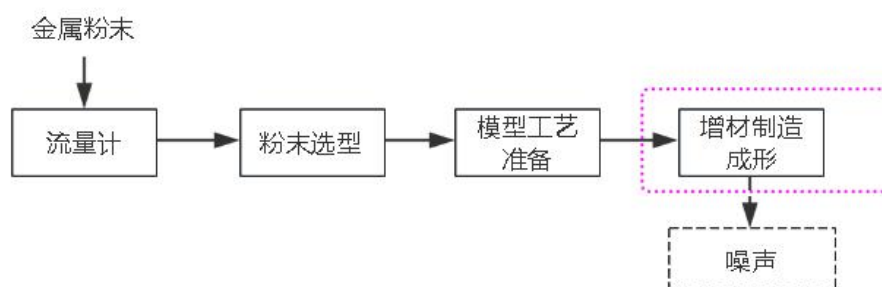 金属粉末
流量计
粉末选型
模型工艺
准备
增材制造
成形
噪声